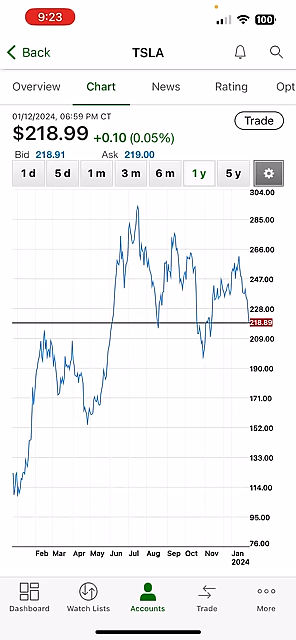 9:23
100
Back
TSLA
Overview Chart News Rating Opt
01/12/2024, 06:59 PM CT
$218.99 +0.10 (0.05%)
Trade
Bid 218.91 Ask 219.00
1 d 5 d 1 m 3 m 6 m 1 y 5 y
304.00
285.00
266.00
247.00
228.00
218.89
209.00
190.00
171.00
152.00
133.00
114.00
95.00
76.00
Feb Mar Apr May Jun Jul Aug Sep Oct Nov Jan
2024
Dashboard Watch Lists Accounts Trade More